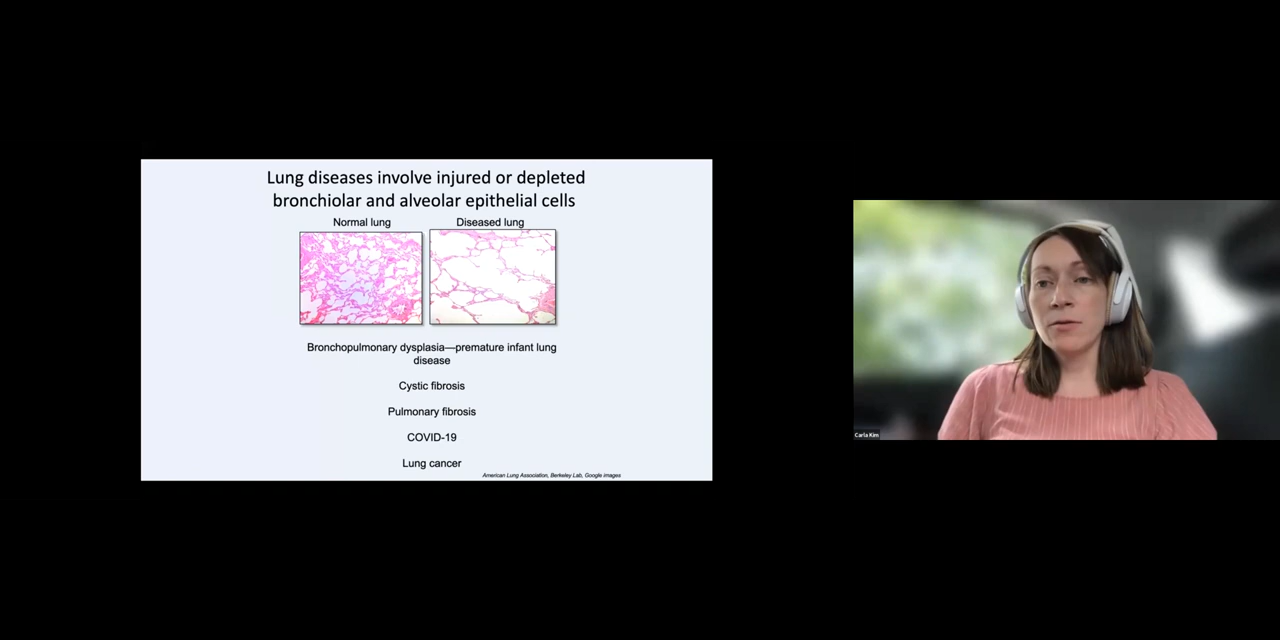 Lung diseases involve injured or depleted
bronchiolar and alveolar epithelial cells
Normal lung
Diseased lung
Bronchopulmonary dysplasia—premature infant lung
disease
Cystic fibrosis
Pulmonary fibrosis
COVID-19
Lung cancer
American Lung Association, Berkeley Lab, Google images
Carla Kim